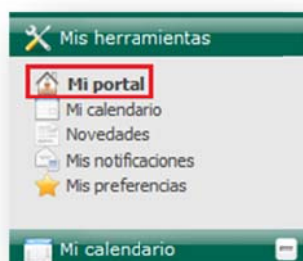 Mis herramientas
Mi portal
Mi calendario
Novedades
Mis notificaciones
Mis preferencias
Mi calendario